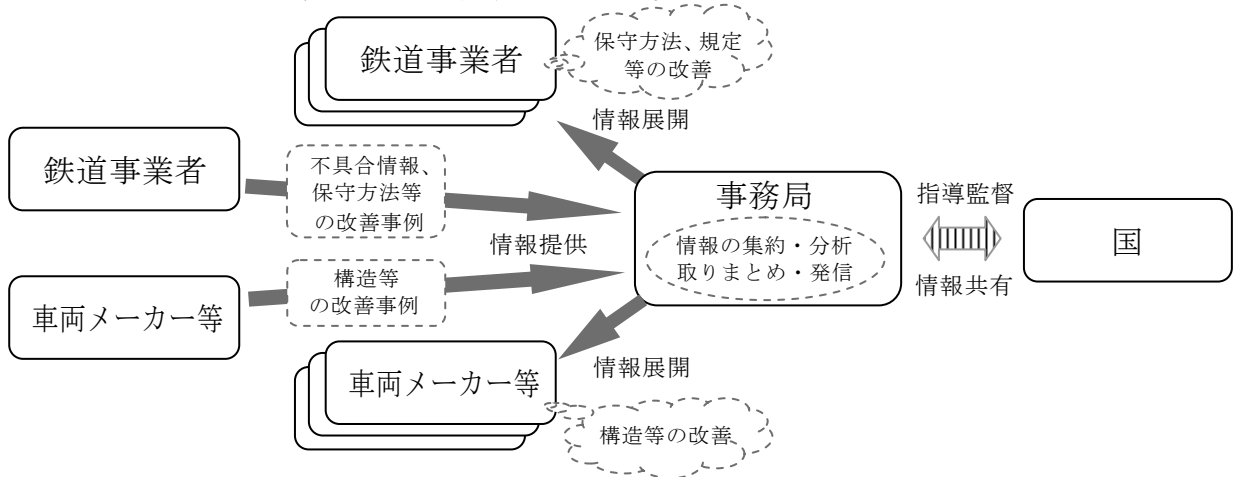 鉄道事業者
保守方法、規定
等の改善
情報展開
鉄道事業者
不具合情報、
保守方法等
の改善事例
事務局
情報の集約・分析
取りまとめ・発信
指導監督
情報共有
国
情報提供
車両メーカー等
構造等
の改善事例
情報展開
車両メーカー等
構造等の改善